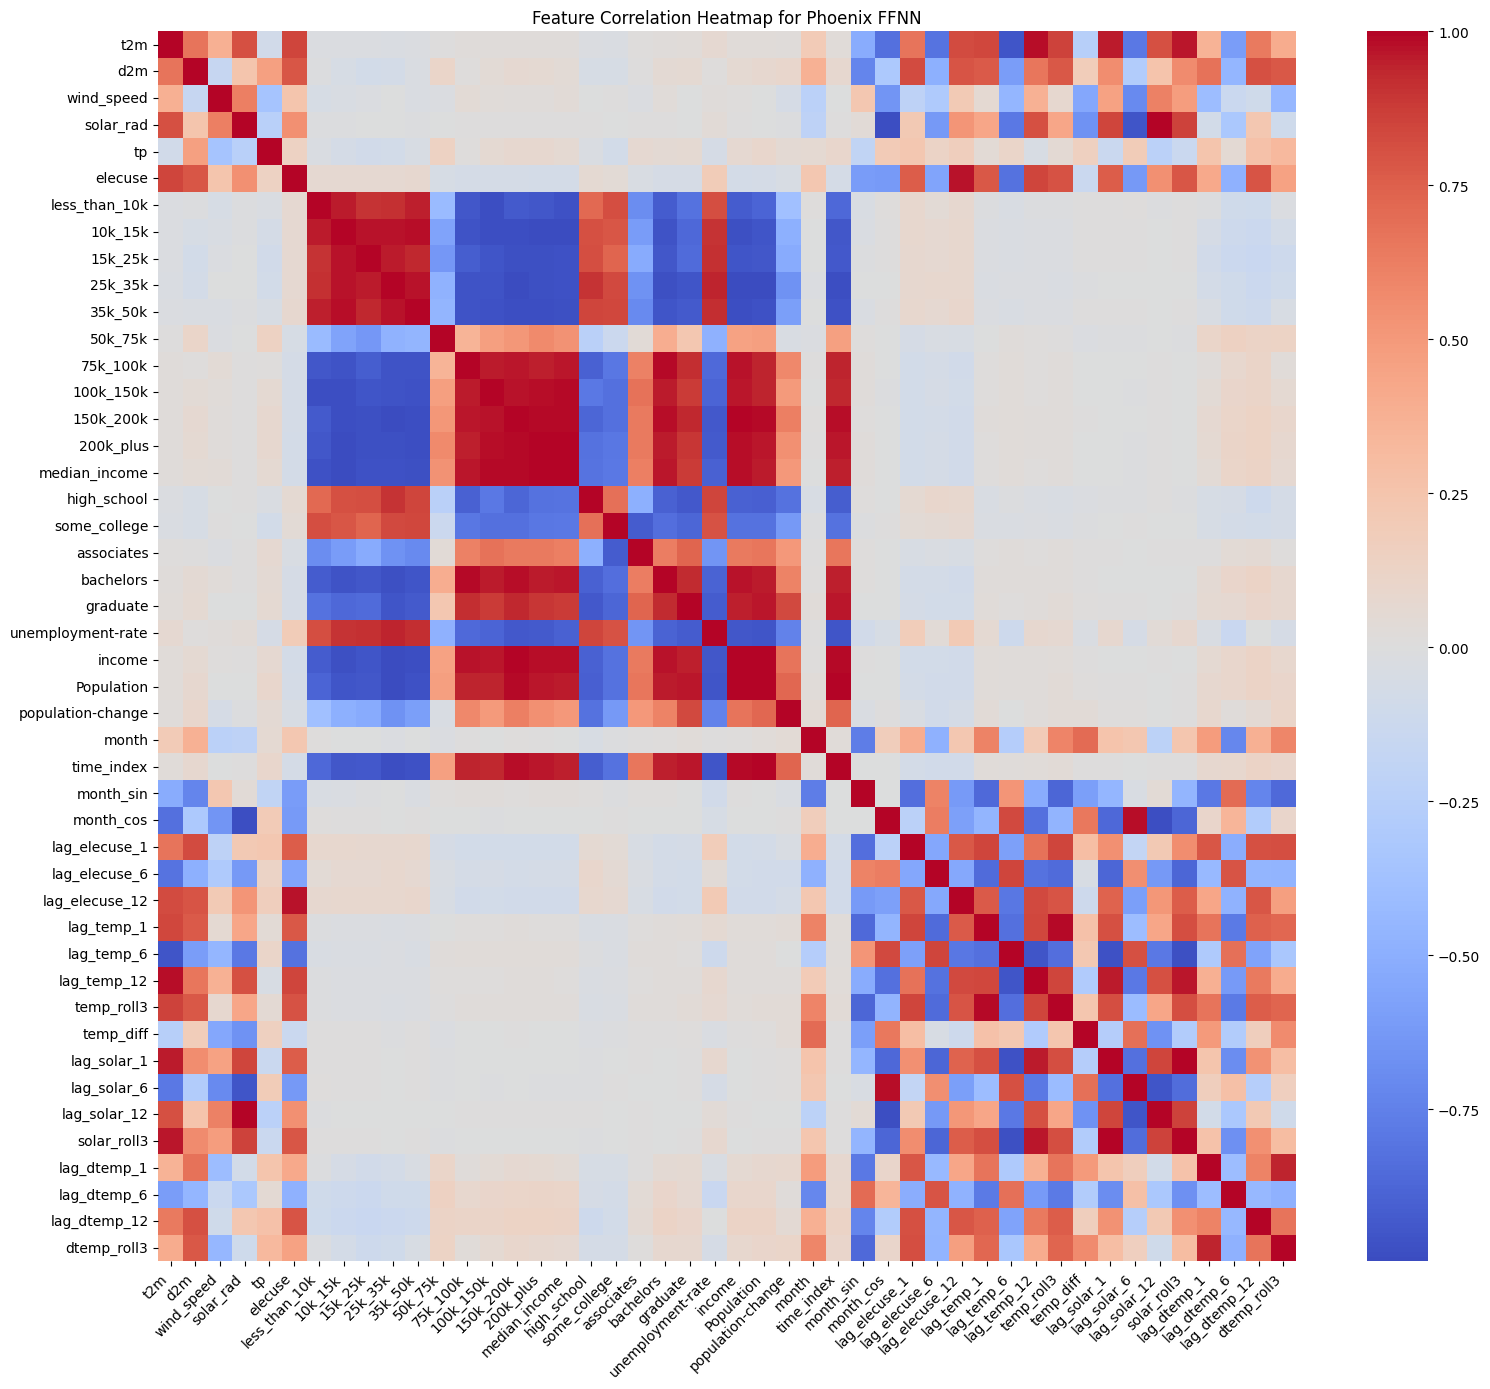 Feature Correlation Heatmap for Phoenix FFNN
t2m
d2m
wind_speed
solar_rad
tp
elecuse
less_than_10k
10k_15k
15k_25k
25k_35k
35k_50k
50k_75k
75k_100k
100k_150k
150k_200k
200k_plus
median_income
high_school
some_college
associates
bachelors
graduate
unemployment-rate
income
Population
population-change
month
time_index
month_sin
month_cos
lag_elecuse_1
lag_elecuse_6
lag_elecuse_12
lag_temp_1
lag_temp_6
lag_temp_12
temp_roll3
temp_diff
lag_solar_1
lag_solar_6
lag_solar_12
solar_roll3
lag_dtemp_1
lag_dtemp_6
lag_dtemp_12
dtemp_roll3
t2m
d2m
wind_speed
solar_rad
tp
elecuse
less_than_10k
10k_15k
15k_25k
25k_35k
35k_50k
50k_75k
75k_100k
100k_150k
150k_200k
200k_plus
median_income
high_school
some_college
associates
bachelors
graduate
unemployment-rate
income
Population
population-change
month
time_index
month_sin
month_cos
lag_elecuse_1
lag_elecuse_6
lag_elecuse_12
lag_temp_1
lag_temp_6
lag_temp_12
temp_roll3
temp_diff
lag_solar_1
lag_solar_6
lag_solar_12
solar_roll3
lag_dtemp_1
lag_dtemp_6
lag_dtemp_12
dtemp_roll3
1.00
0.75
0.50
0.25
0.00
−0.25
−0.50
−0.75